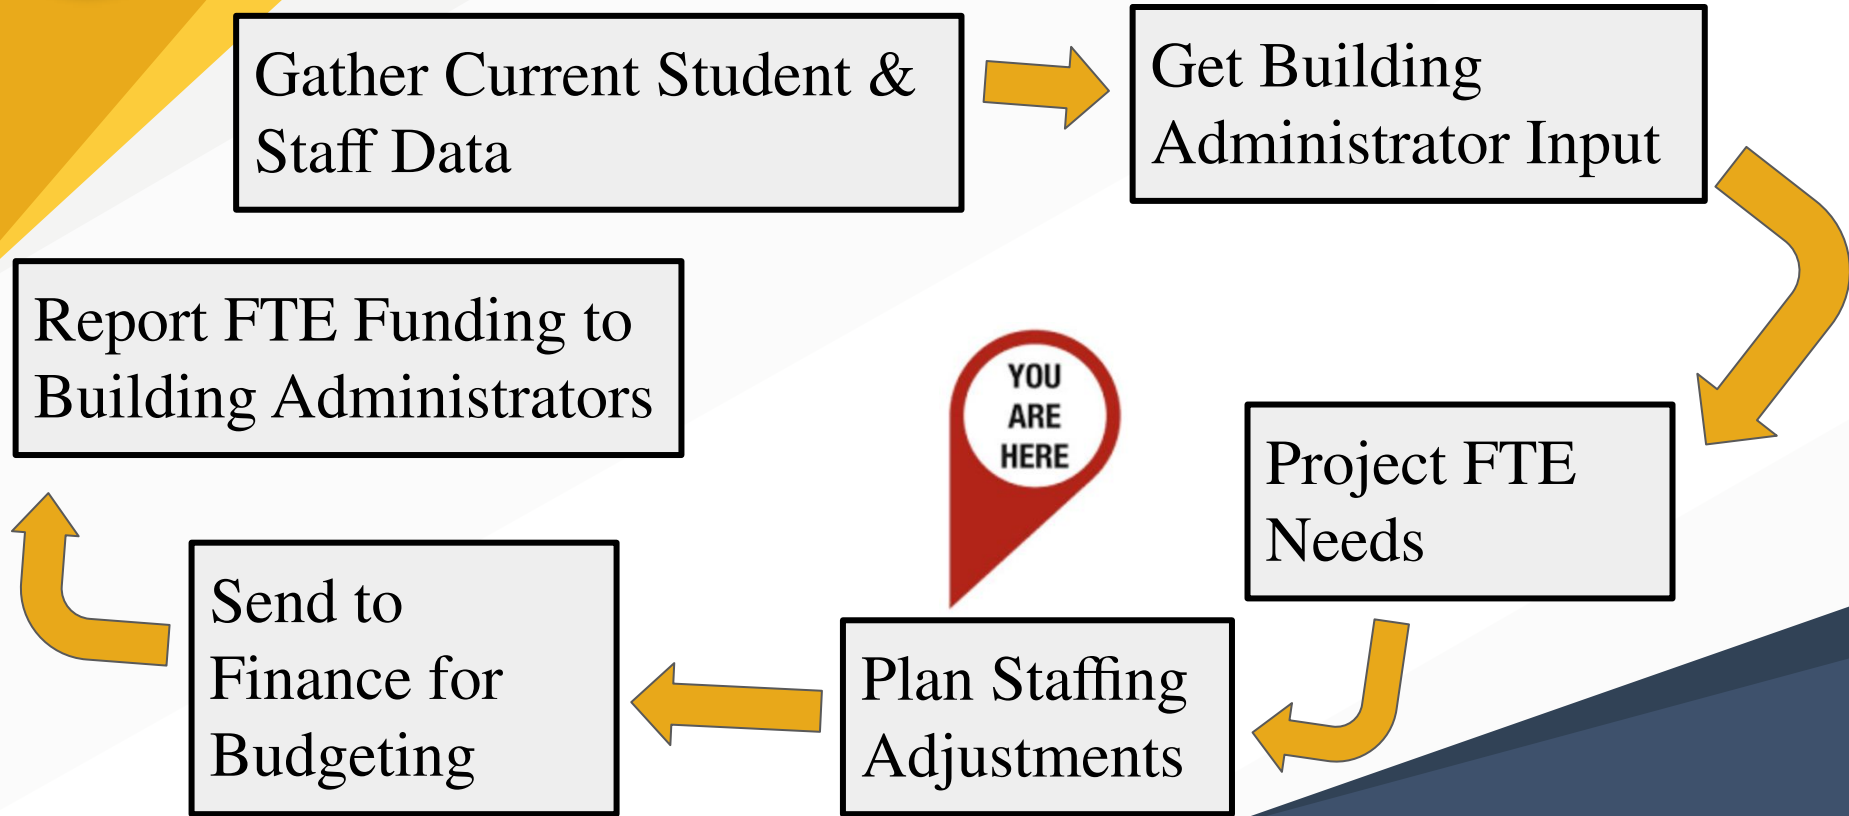 Gather Current Student &
Staff Data
Get Building
Administrator Input
Project FTE
Needs
YOU
ARE
HERE
Plan Staffing
Adjustments
Send to
Finance for
Budgeting
Report FTE Funding to
Building Administrators